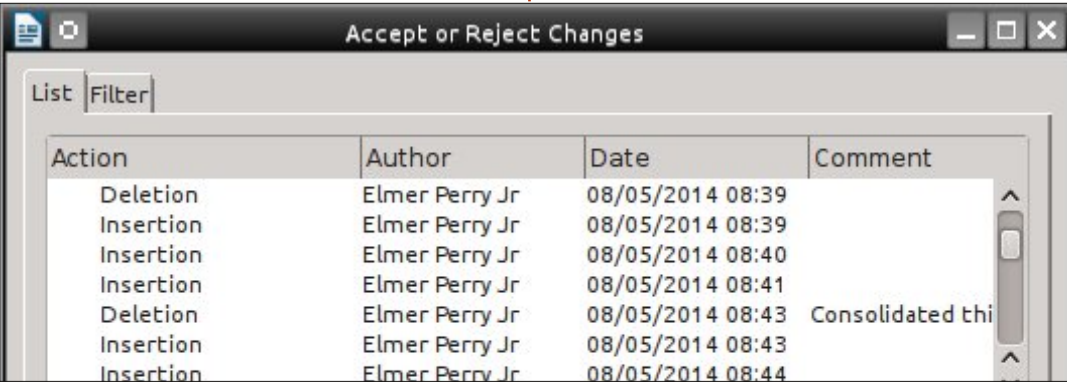 Accept or Reject Changes
List Filter
Action Author Date Comment
Deletion Elmer Perry Jr 08/05/2014 08:39
Insertion Elmer Perry Jr 08/05/2014 08:39
Insertion Elmer Perry Jr 08/05/2014 08:40
Insertion Elmer Perry Jr 08/05/2014 08:41
Deletion Elmer Perry Jr 08/05/2014 08:43 Consolidated thi
Insertion Elmer Perry Jr 08/05/2014 08:43
Insertion Elmer Perry Jr 08/05/2014 08:44